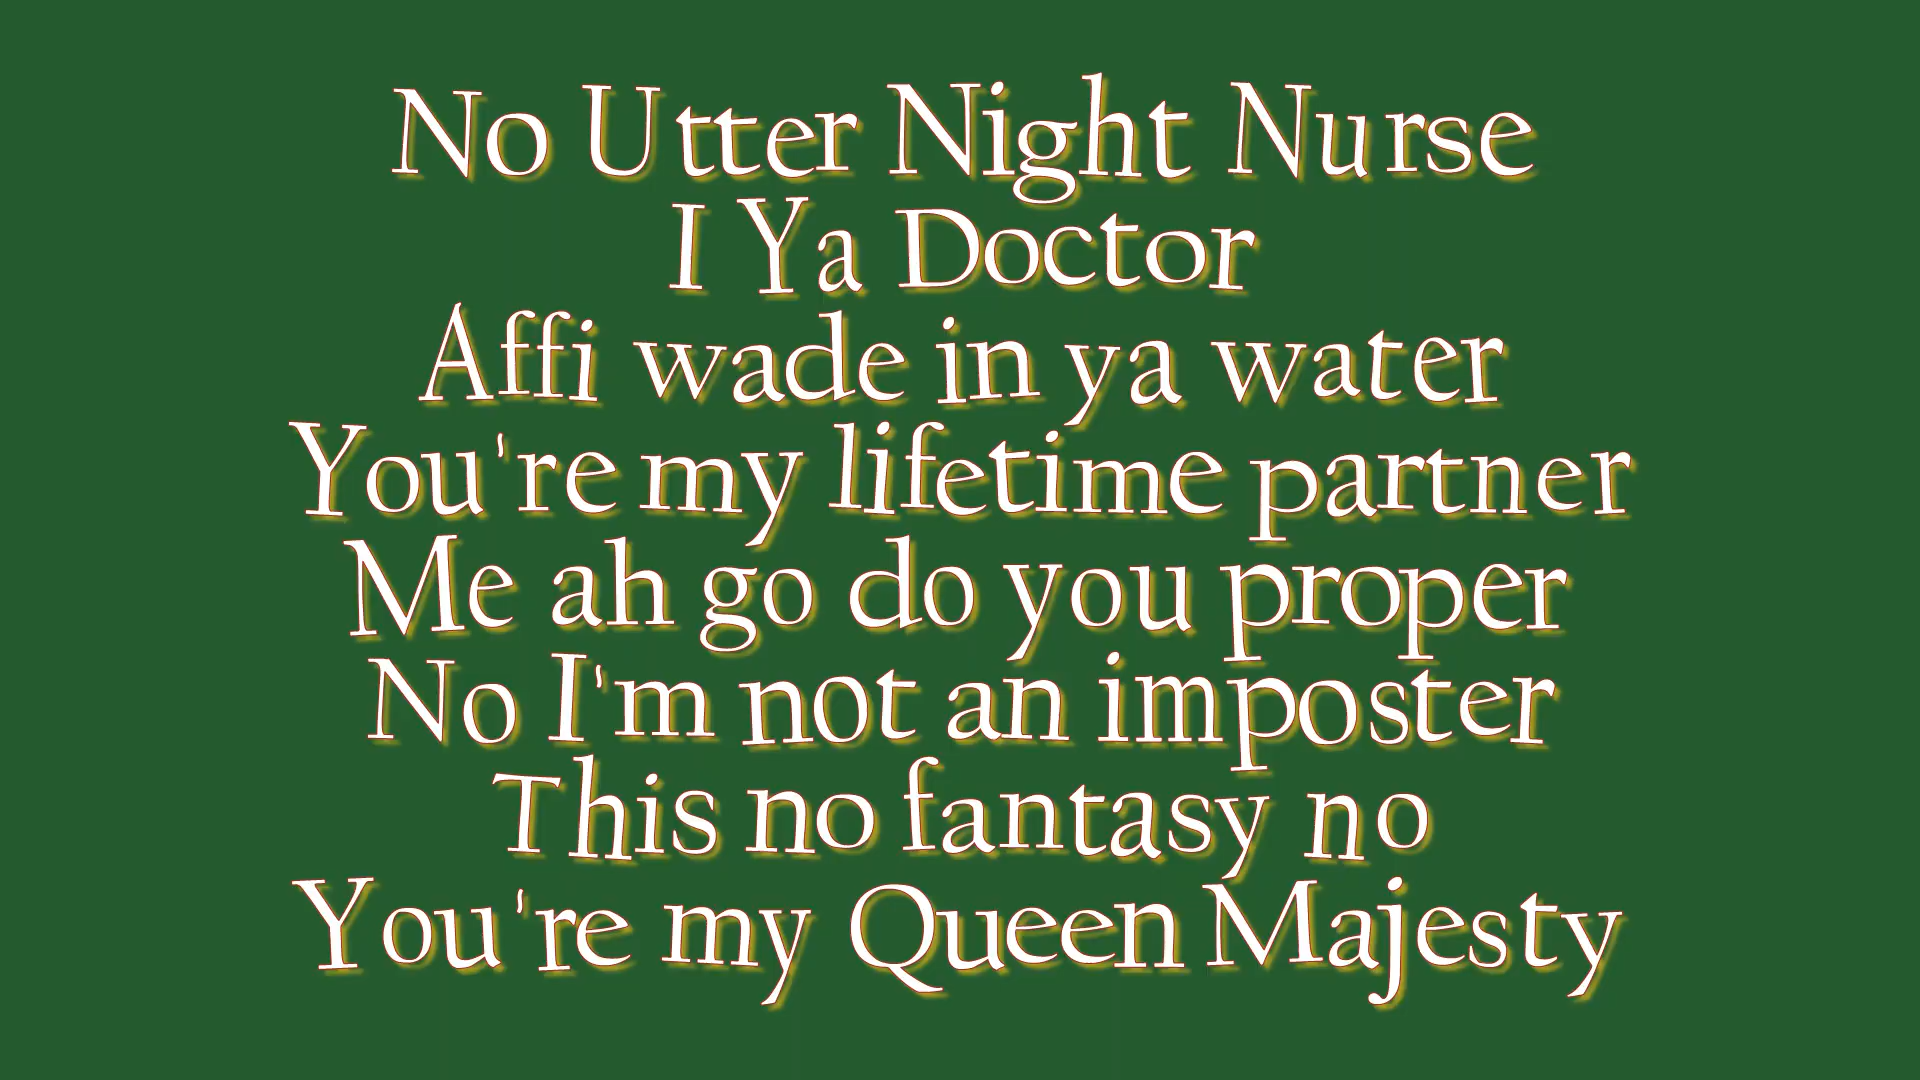 No Utter Night Nurse
I Ya Doctor
Affi wade in ya water
You're my lifetime partner
Me ah go do you proper
No I'm not an imposter
This no fantasy no
You're my Queen Majesty